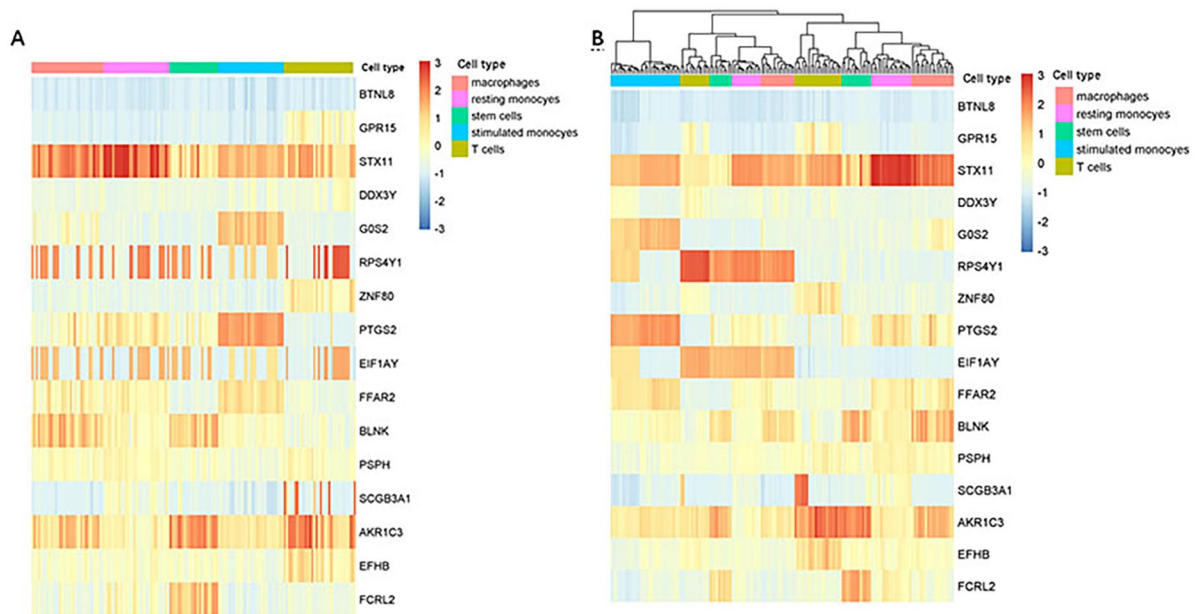 A
Cell type
BTNL8
GPR15
STX11
DDX3Y
G0S2
RPS4Y1
ZNF80
PTGS2
EIF1AY
FFAR2
BLNK
PSPH
SCGB3A1
AKR1C3
EFHB
FCRL2
3
2
1
0
-1
-2
-3
Cell type
macrophages
resting monocyes
stem cells
stimulated monocyes
T cells
B
Cell type
BTNL8
GPR15
STX11
DDX3Y
G0S2
RPS4Y1
ZNF80
PTGS2
EIF1AY
FFAR2
BLNK
PSPH
SCGB3A1
AKR1C3
EFHB
FCRL2
3
2
1
0
-1
-2
-3
Cell type
macrophages
resting monocyes
stem cells
stimulated monocyes
T cells